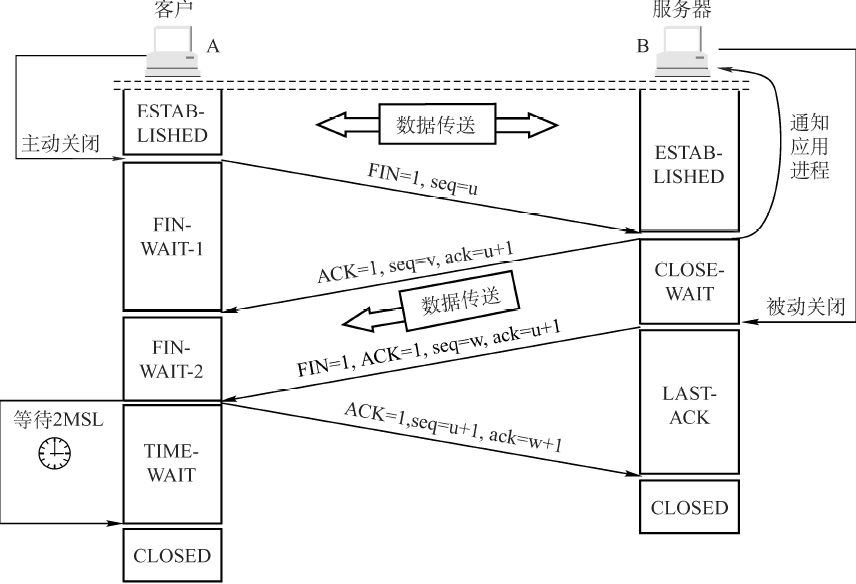 客户
服务器
A
B
ESTAB-
LISHED
数据传送
主动关闭
FIN=1, seq=u
ESTAB-
LISHED
通知
应用
进程
FIN-
WAIT-1
ACK=1, seq=v, ack=u+1
CLOSE-
WAIT
数据传送
被动关闭
FIN-
WAIT-2
FIN=1, ACK=1, seq=w, ack=u+1
LAST-
ACK
等待2MSL
ACK=1,seq=u+1, ack=w+1
TIME-
WAIT
CLOSED
CLOSED